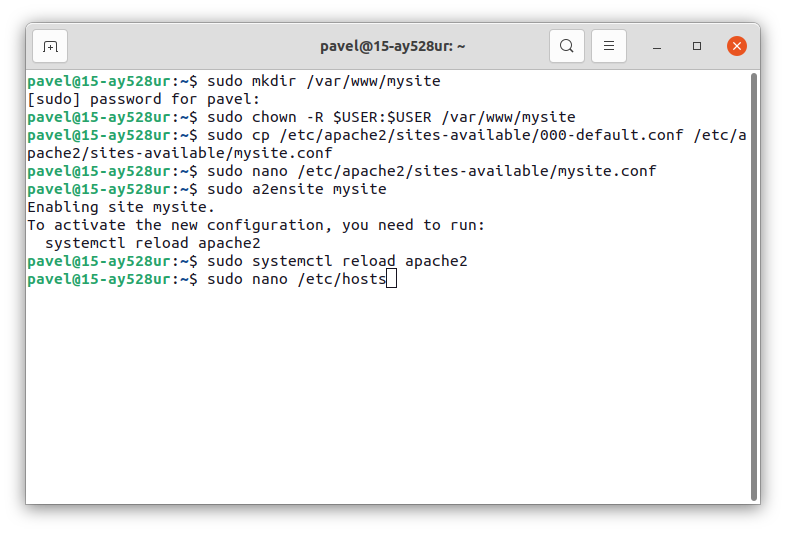 pavel@15-ay528ur: ~
pavel@15-ay528ur:~$ sudo mkdir /var/www/mysite
[sudo] password for pavel:
pavel@15-ay528ur:~$ sudo chown -R $USER:$USER /var/www/mysite
pavel@15-ay528ur:~$ sudo cp /etc/apache2/sites-available/000-default.conf /etc/a
pache2/sites-available/mysite.conf
pavel@15-ay528ur:~$ sudo nano /etc/apache2/sites-available/mysite.conf
pavel@15-ay528ur:~$ sudo a2ensite mysite
Enabling site mysite.
To activate the new configuration, you need to run:
  systemctl reload apache2
pavel@15-ay528ur:~$ sudo systemctl reload apache2
pavel@15-ay528ur:~$ sudo nano /etc/hosts